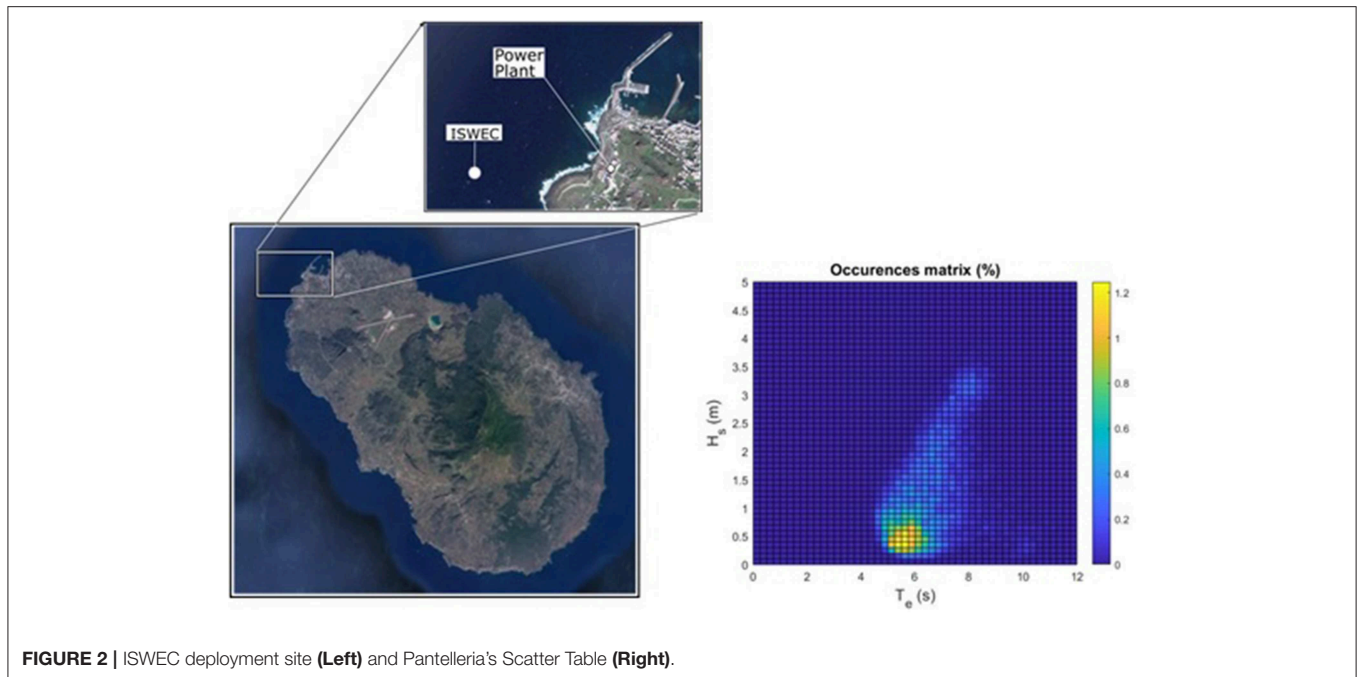 Power
Plant
ISWEC
Occurences matrix (%)
5
4.5
4
3.5
3
2.5
2
1.5
1
0.5
0
H_s (m)
0 2 4 6 8 10 12
T_e (s)
1.2
1
0.8
0.6
0.4
0.2
0
FIGURE 2 | ISWEC deployment site (Left) and Pantelleria's Scatter Table (Right).